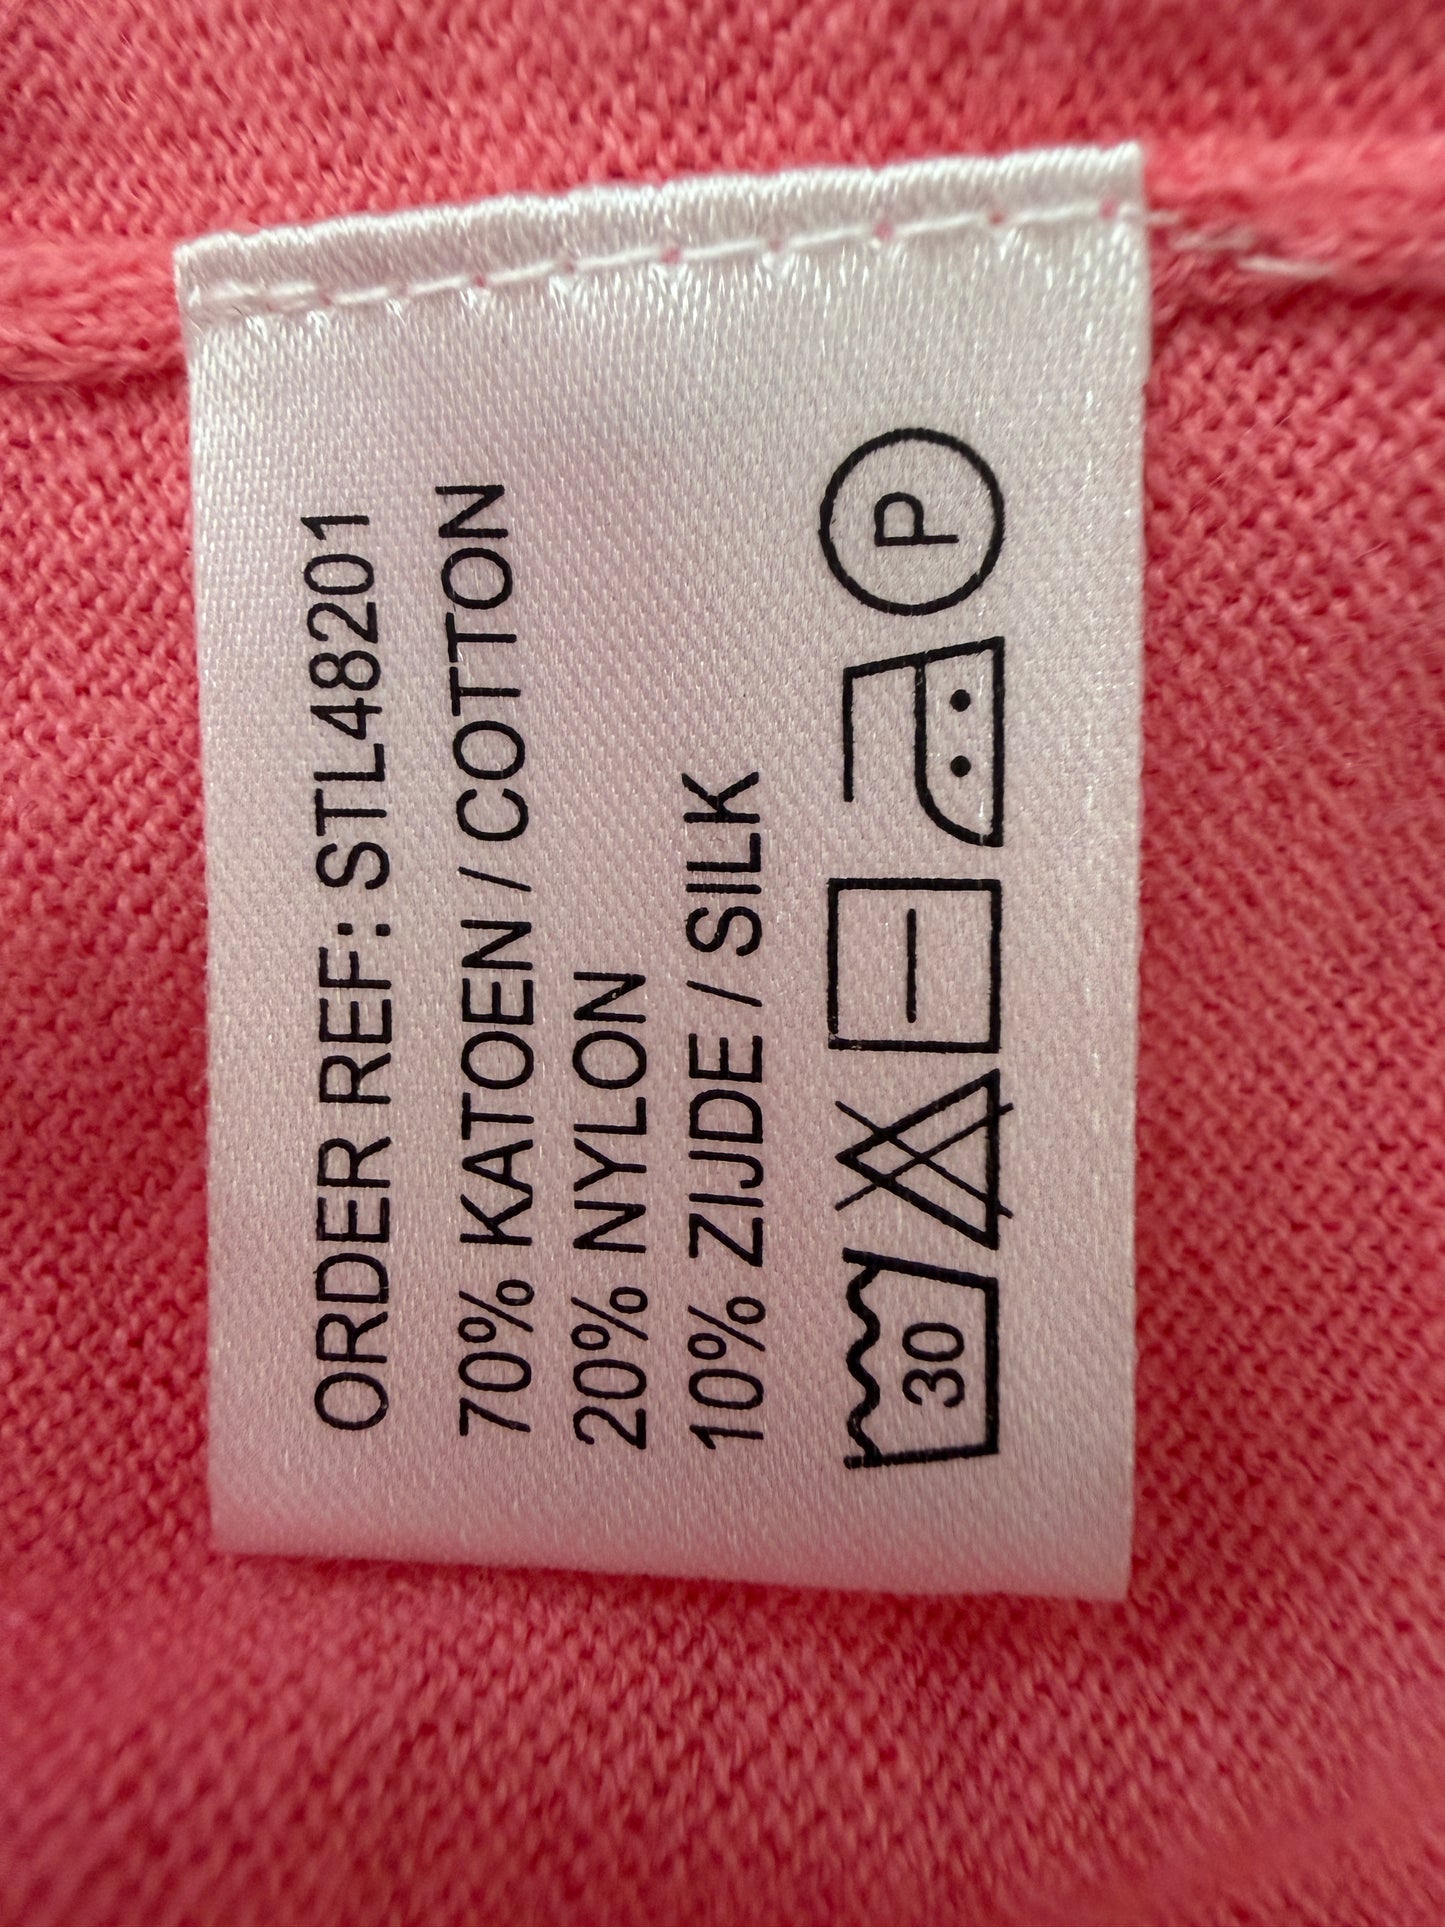 ORDER REF: STL48201
70% KATOEN / COTTON
20% NYLON
10% ZIJDE / SILK
30 P